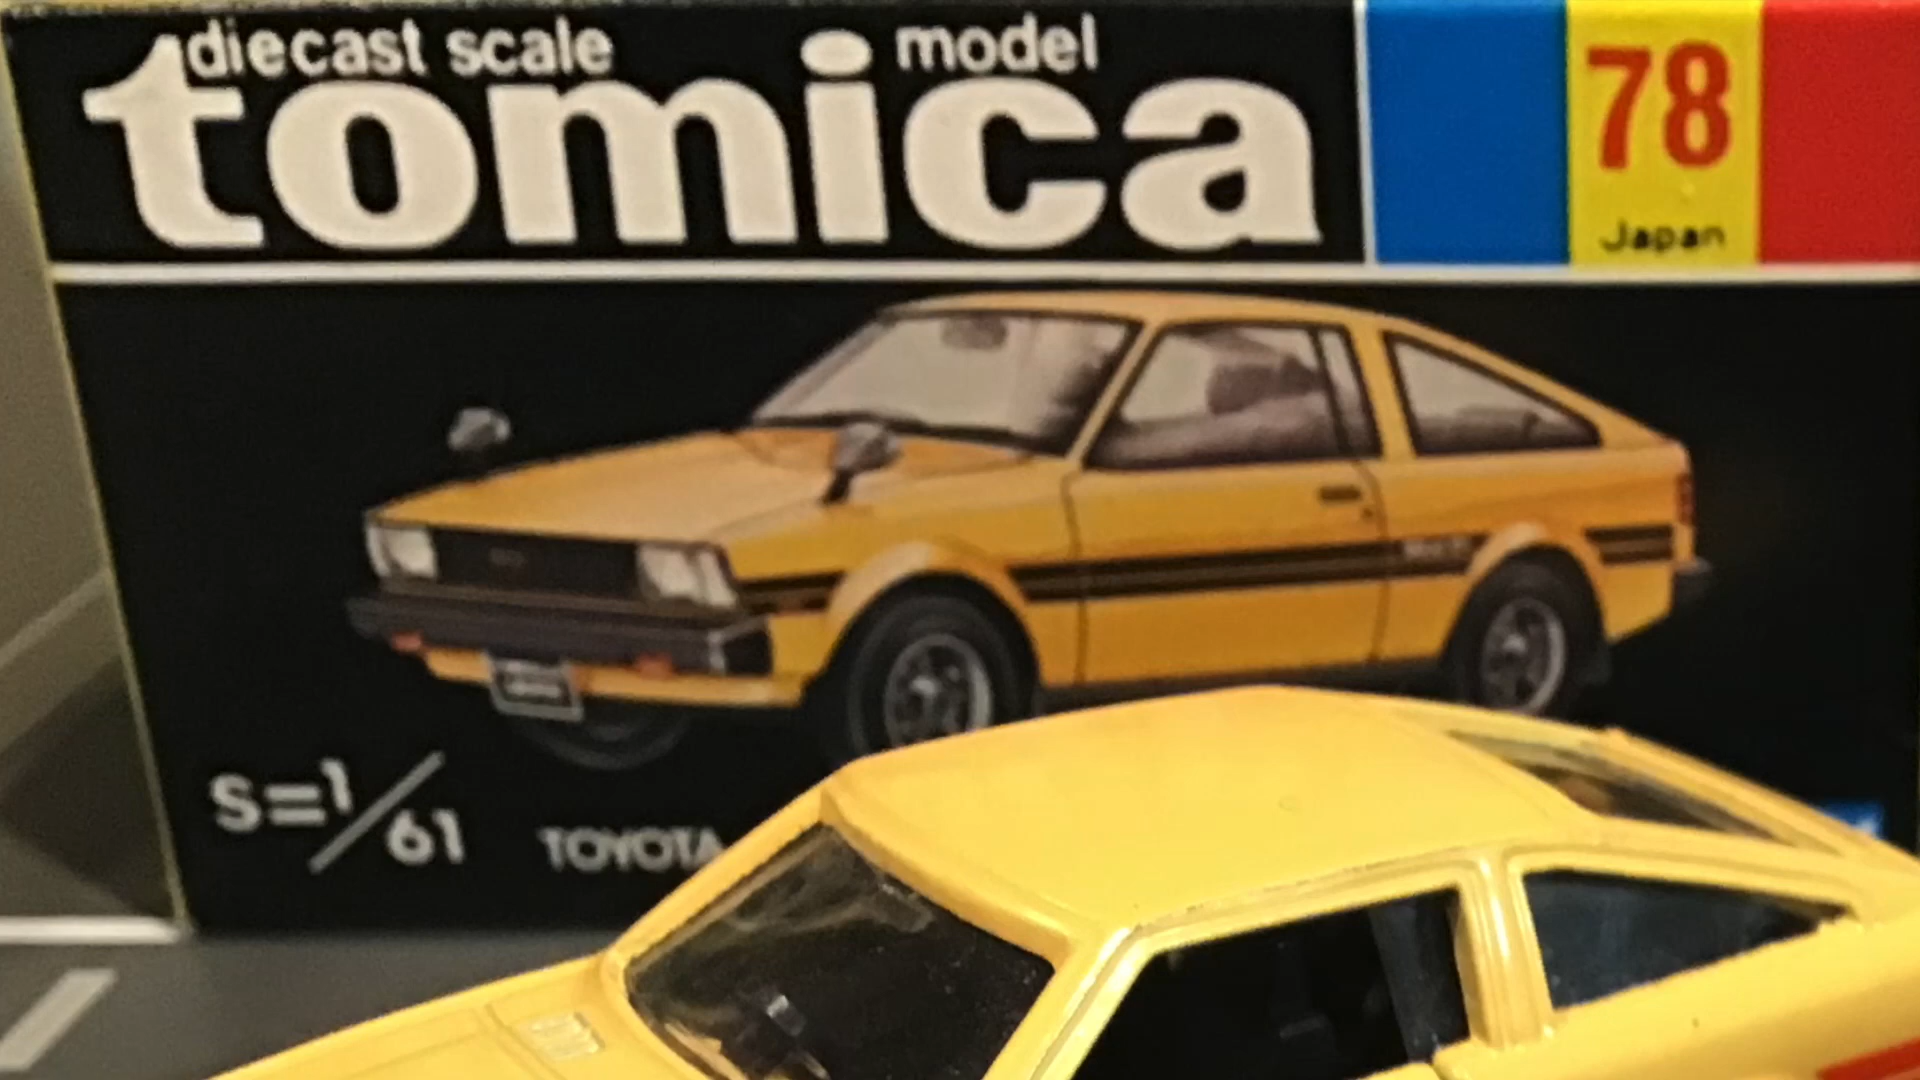 diecast scale model
tomica
78
Japan
S=1/61
TOYOTA